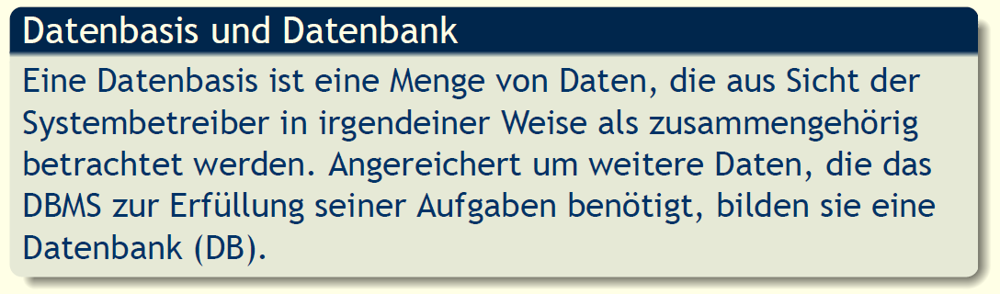 Datenbasis und Datenbank
Eine Datenbasis ist eine Menge von Daten, die aus Sicht der
Systembetreiber in irgendeiner Weise als zusammengehörig
betrachtet werden. Angereichert um weitere Daten, die das
DBMS zur Erfüllung seiner Aufgaben benötigt, bilden sie eine
Datenbank (DB).